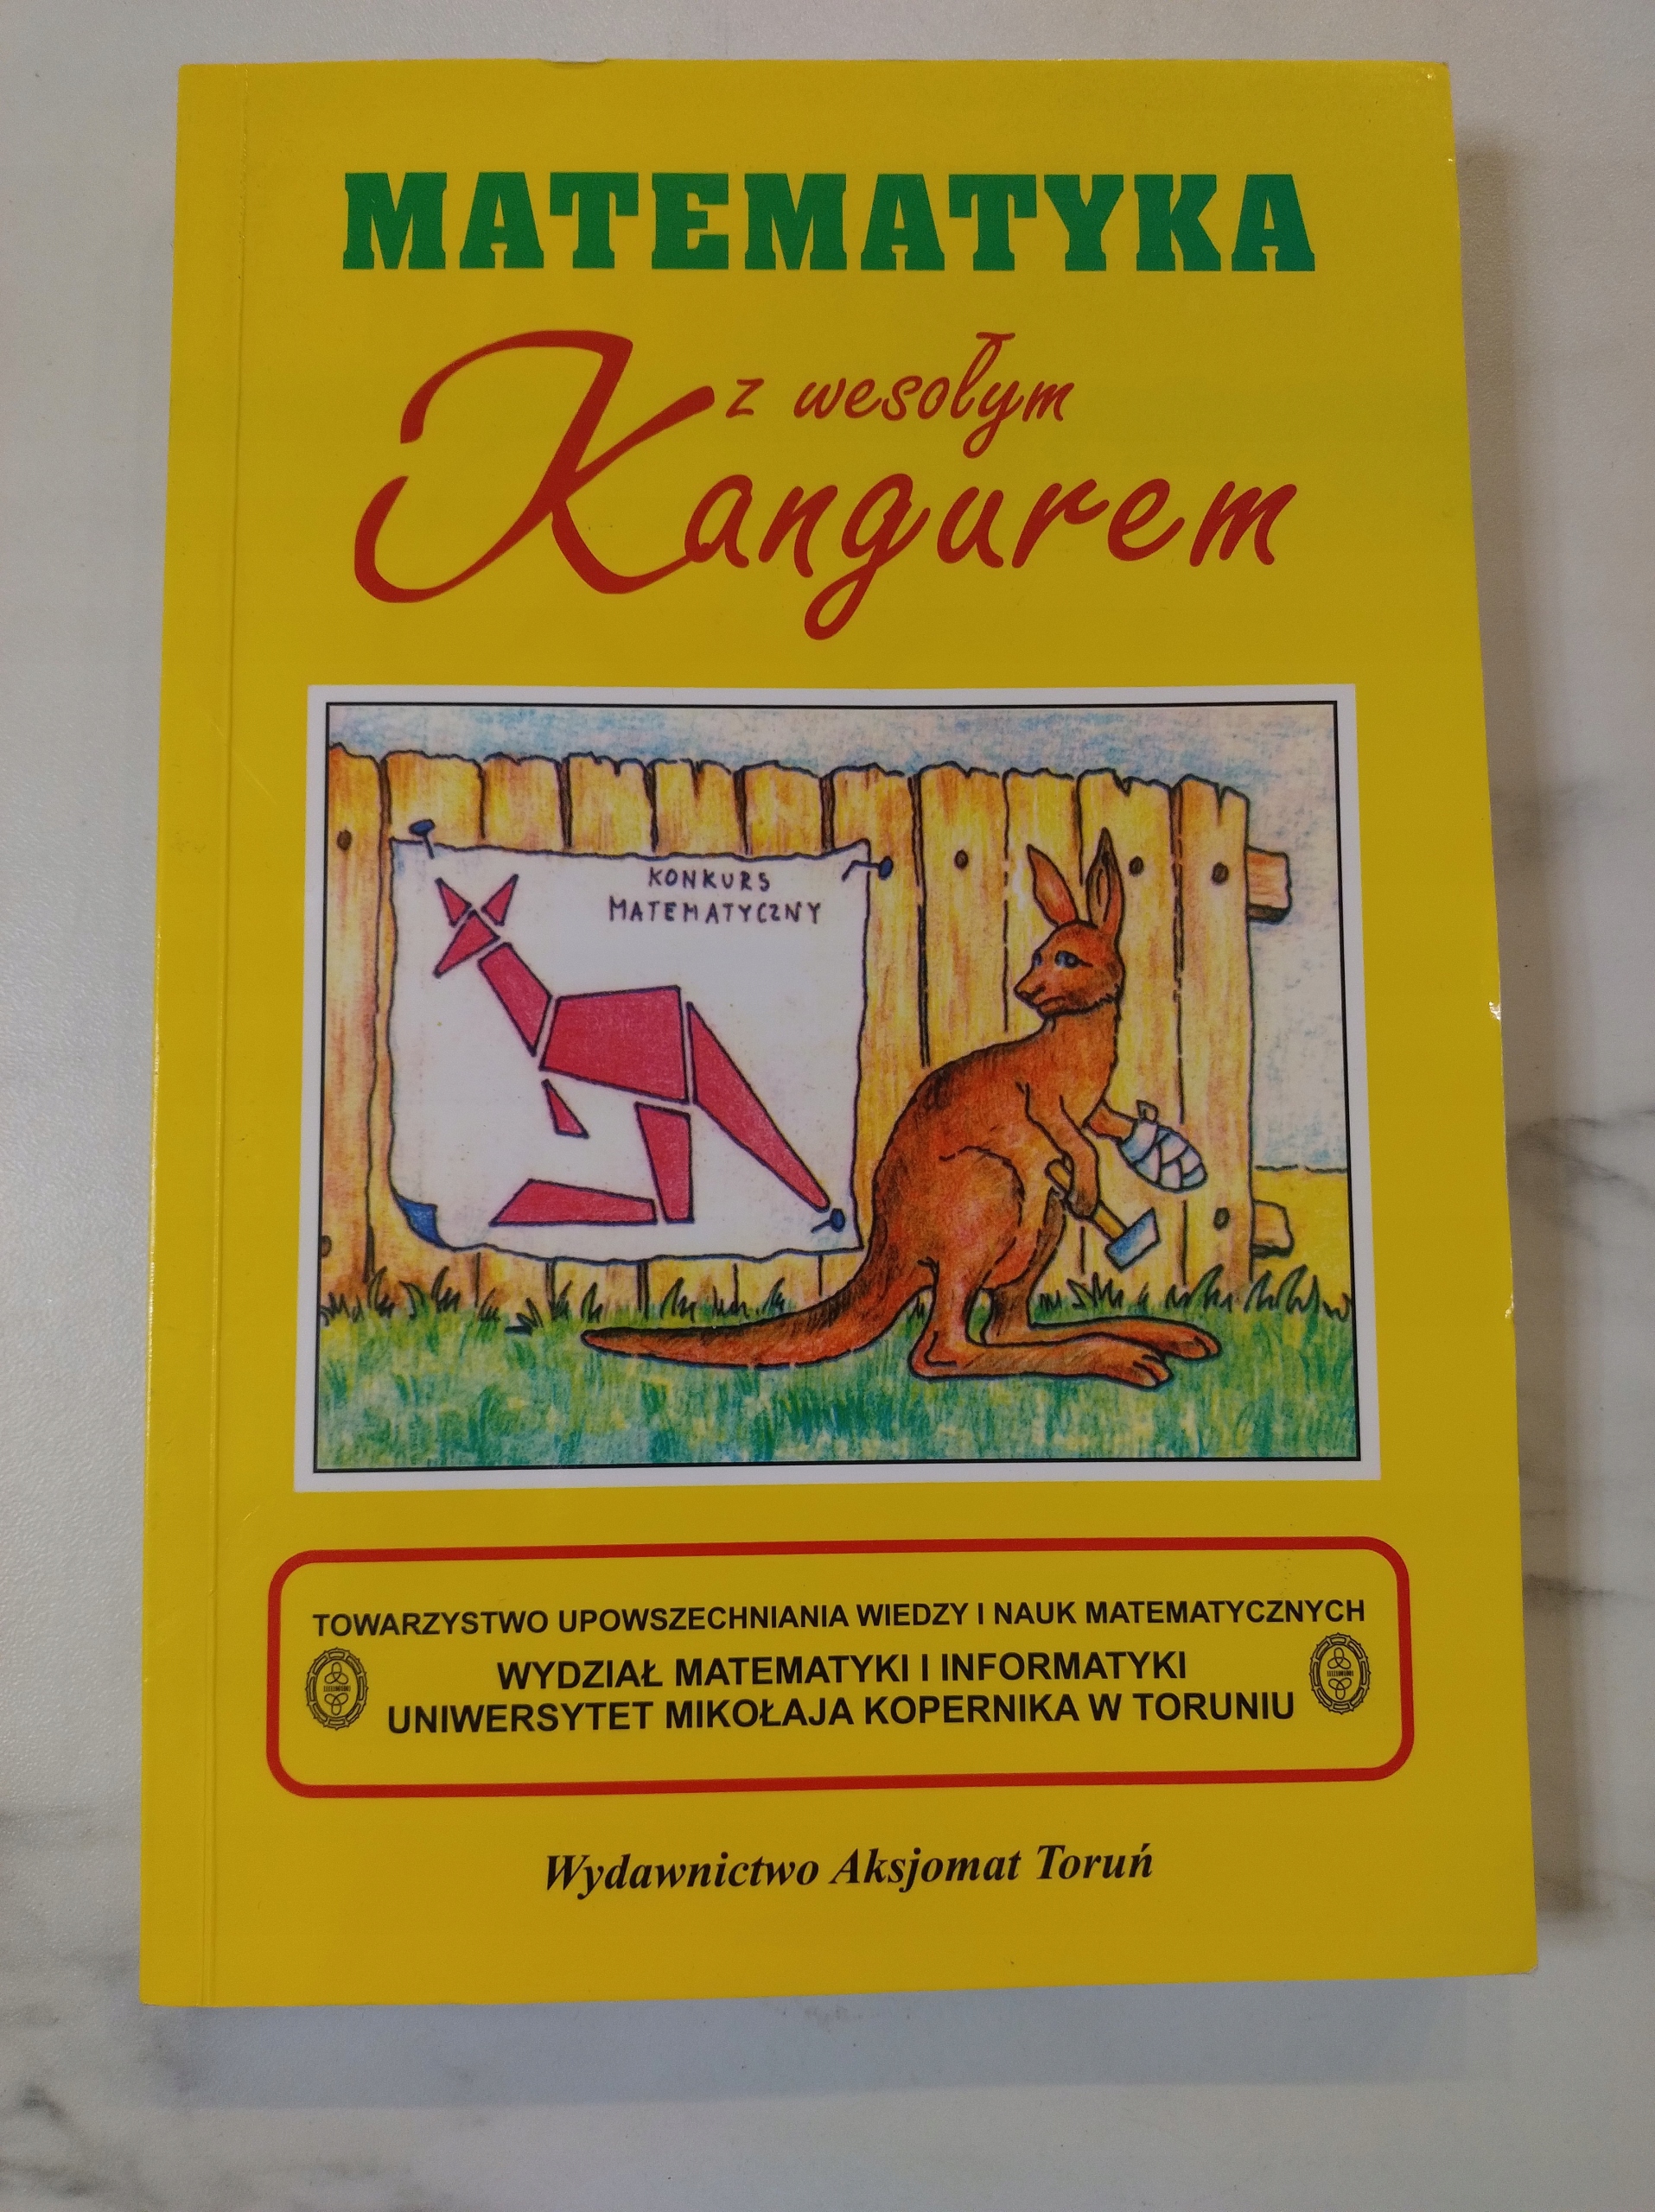 MATEMATYKA
z wesołym
Kangurem
KONKURS
MATEMATYCZNY
TOWARZYSTWO UPOWSZECHNIANIA WIEDZY I NAUK MATEMATYCZNYCH
WYDZIAŁ MATEMATYKI I INFORMATYKI
UNIWERSYTET MIKOŁAJA KOPERNIKA W TORUNIU
Wydawnictwo Aksjomat Toruń